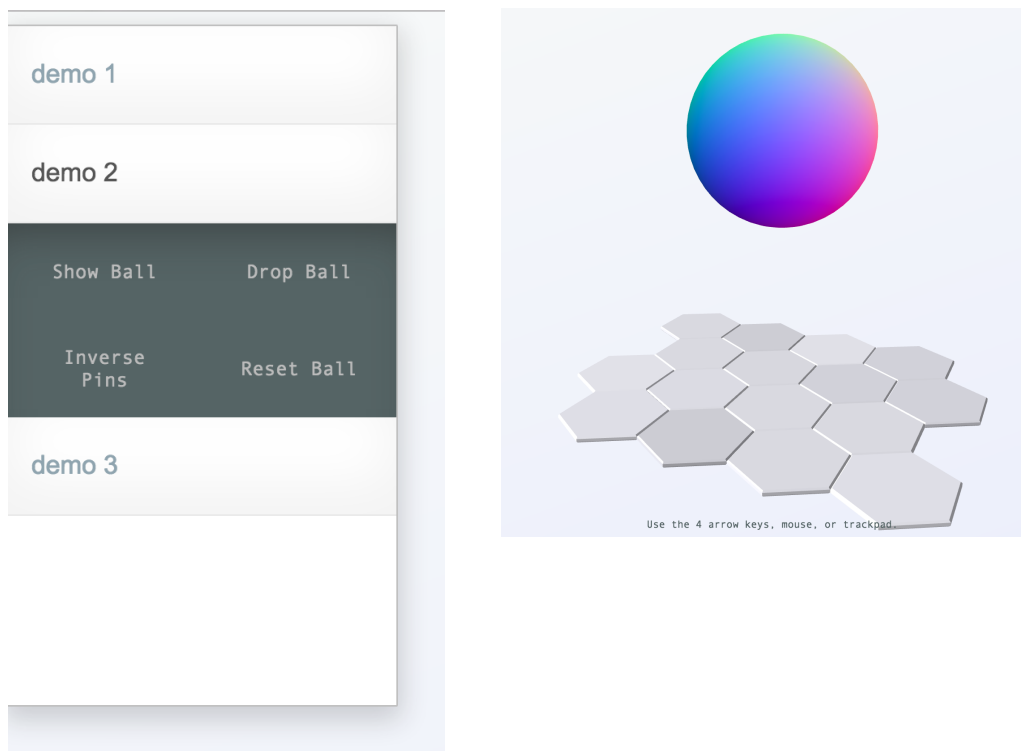 demo 1
demo 2
Show Ball
Drop Ball
Inverse
Pins
Reset Ball
demo 3
Use the 4 arrow keys, mouse, or trackpad.